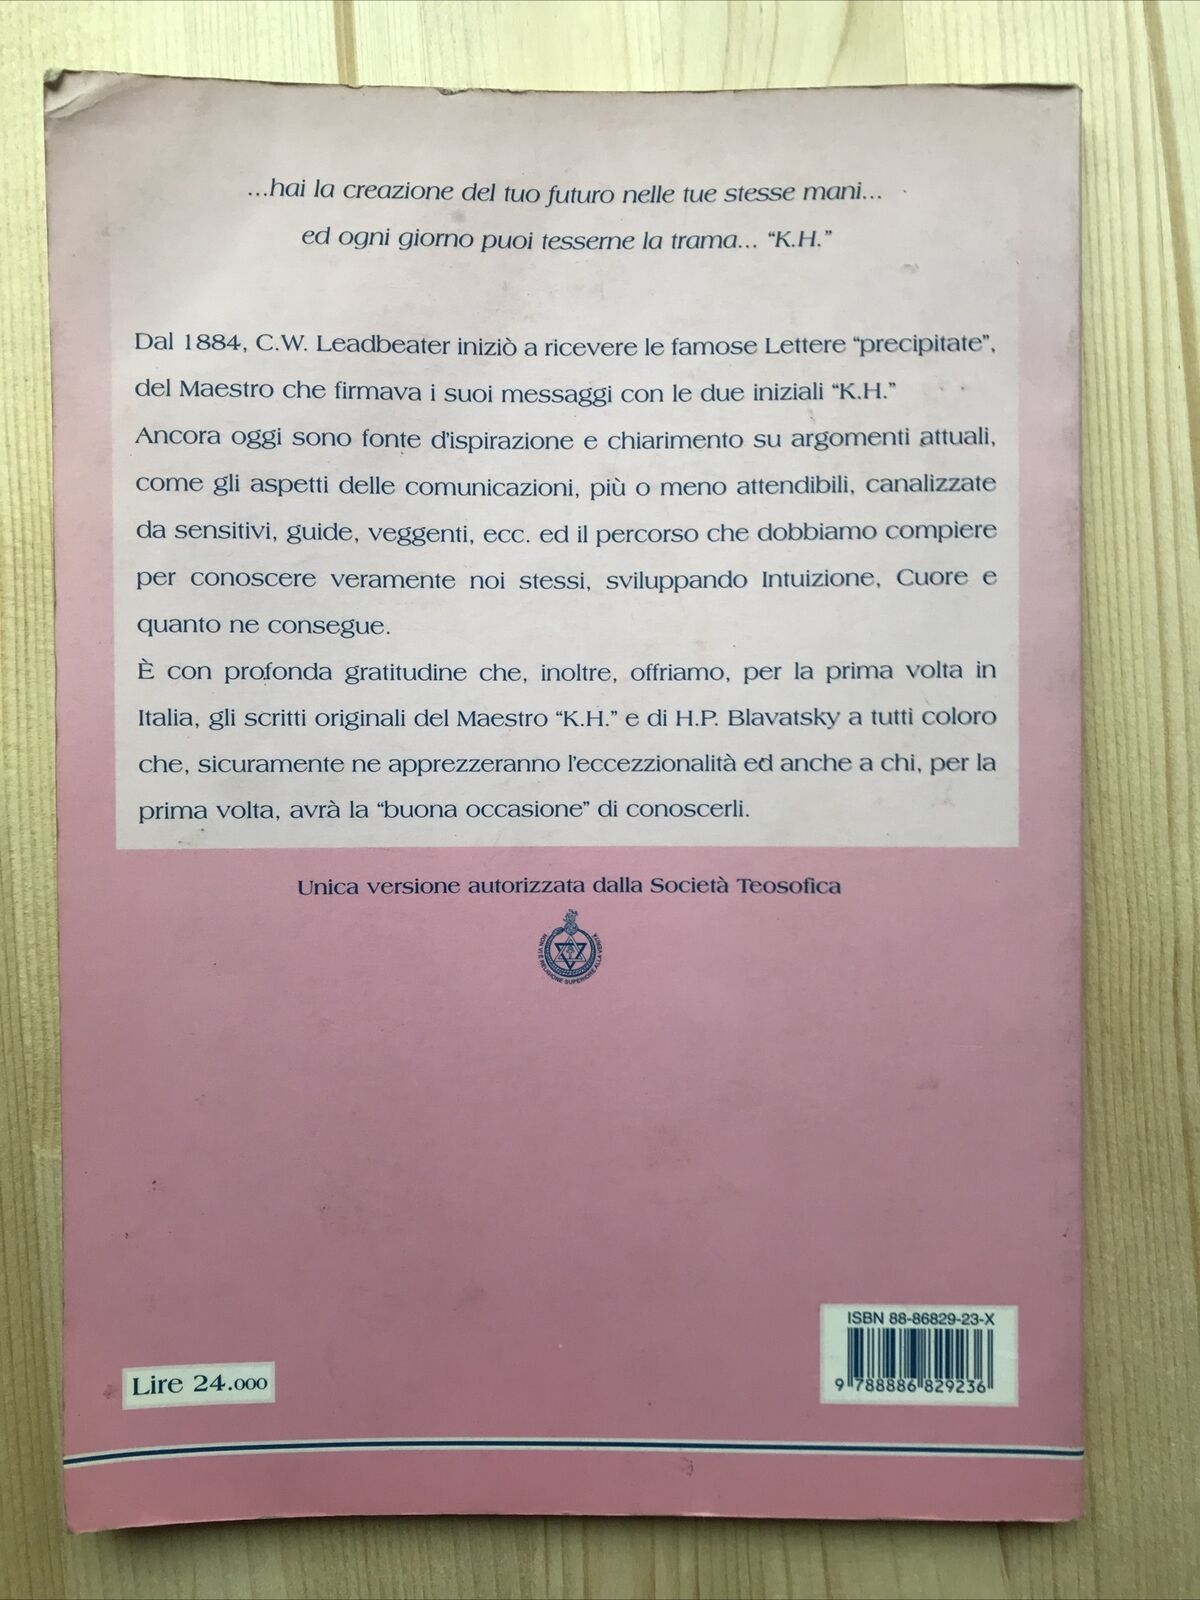 ...hai la creazione del tuo futuro nelle tue stesse mani...
ed ogni giorno puoi tesserne la trama... “K.H.”
Dal 1884, C.W. Leadbeater iniziò a ricevere le famose Lettere “precipitate”,
del Maestro che firmava i suoi messaggi con le due iniziali “K.H.”
Ancora oggi sono fonte d'ispirazione e chiarimento su argomenti attuali,
come gli aspetti delle comunicazioni, più o meno attendibili, canalizzate
da sensitivi, guide, veggenti, ecc. ed il percorso che dobbiamo compiere
per conoscere veramente noi stessi, sviluppando Intuizione, Cuore e
quanto ne consegue.
È con profonda gratitudine che, inoltre, offriamo, per la prima volta in
Italia, gli scritti originali del Maestro “K.H.” e di H.P. Blavatsky a tutti coloro
che, sicuramente ne apprezzeranno l'eccezzionalità ed anche a chi, per la
prima volta, avrà la “buona occasione” di conoscerli.
Unica versione autorizzata dalla Società Teosofica
NON VI È RELIGIONE SUPERIORE ALLA VERITÀ
ISBN 88-86829-23-X
9 788886 829236
Lire 24.000